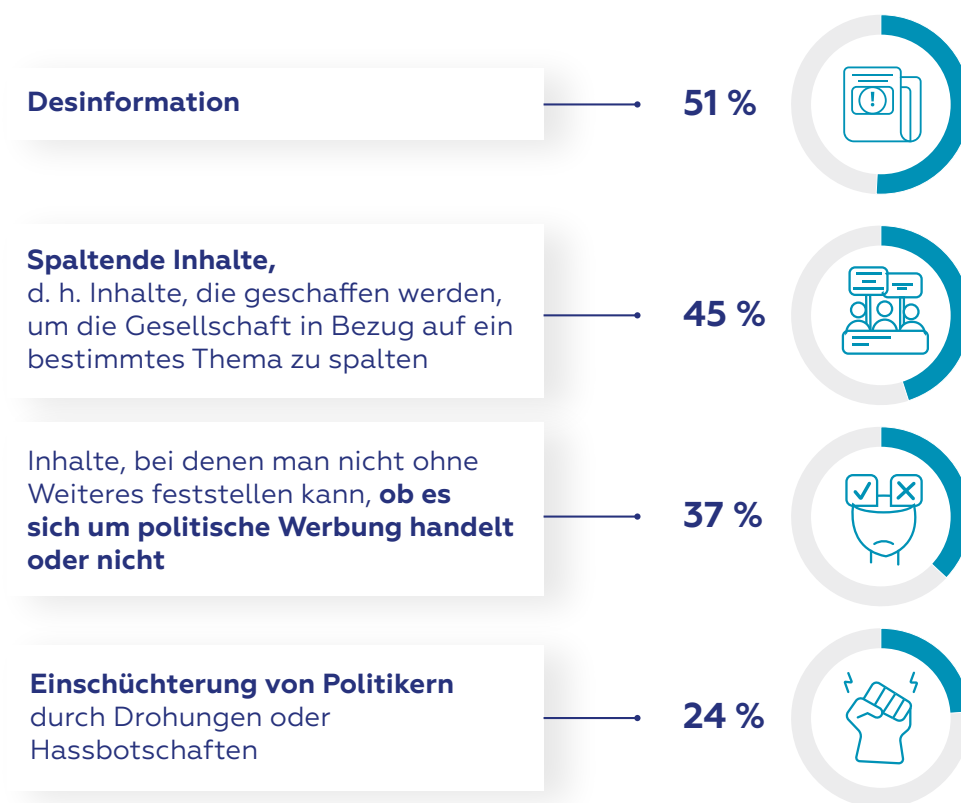 Desinformation
51 %
Spaltende Inhalte,
d. h. Inhalte, die geschaffen werden,
um die Gesellschaft in Bezug auf ein
bestimmtes Thema zu spalten
45 %
Inhalte, bei denen man nicht ohne
Weiteres feststellen kann, ob es
sich um politische Werbung handelt
oder nicht
37 %
Einschüchterung von Politikern
durch Drohungen oder
Hassbotschaften
24 %